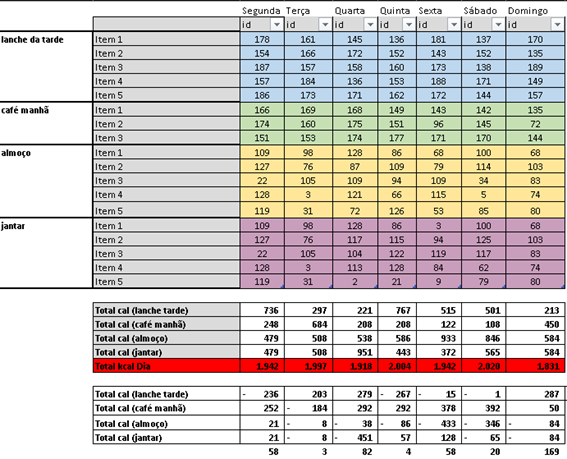 Segunda Terça Quarta Quinta Sexta Sábado Domingo
id id id id id id id
lanche da tarde Item 1 178 161 145 136 181 137 170
Item 2 154 166 172 152 143 152 135
Item 3 187 157 158 160 173 138 189
Item 4 157 184 136 153 188 171 149
Item 5 186 173 171 162 172 144 157
café manhã Item 1 166 169 168 149 143 142 135
Item 2 174 160 175 151 96 145 72
Item 3 151 153 174 177 171 170 144
almoço Item 1 109 98 128 86 68 100 68
Item 2 127 76 87 109 79 114 103
Item 3 22 105 109 94 109 34 83
Item 4 128 3 121 66 115 5 74
Item 5 119 31 72 126 53 85 80
jantar Item 1 109 98 128 86 3 100 68
Item 2 127 76 117 115 94 125 103
Item 3 22 105 104 122 119 117 83
Item 4 128 3 113 128 84 62 74
Item 5 119 31 2 21 9 79 80
Total cal (lanche tarde) 736 297 221 767 515 501 213
Total cal (café manhã) 248 684 208 208 122 108 450
Total cal (almoço) 479 508 538 586 933 846 584
Total cal (jantar) 479 508 951 443 372 565 584
Total kcal Dia 1.942 1.997 1.918 2.004 1.942 2.020 1.831
Total cal (lanche tarde) - 236 203 279 - 267 - 15 - 1 287
Total cal (café manhã) 252 - 184 292 292 378 392 50
Total cal (almoço) 21 - 8 - 38 - 86 - 433 - 346 - 84
Total cal (jantar) 21 - 8 - 451 57 128 - 65 - 84
58 3 82 4 58 20 169